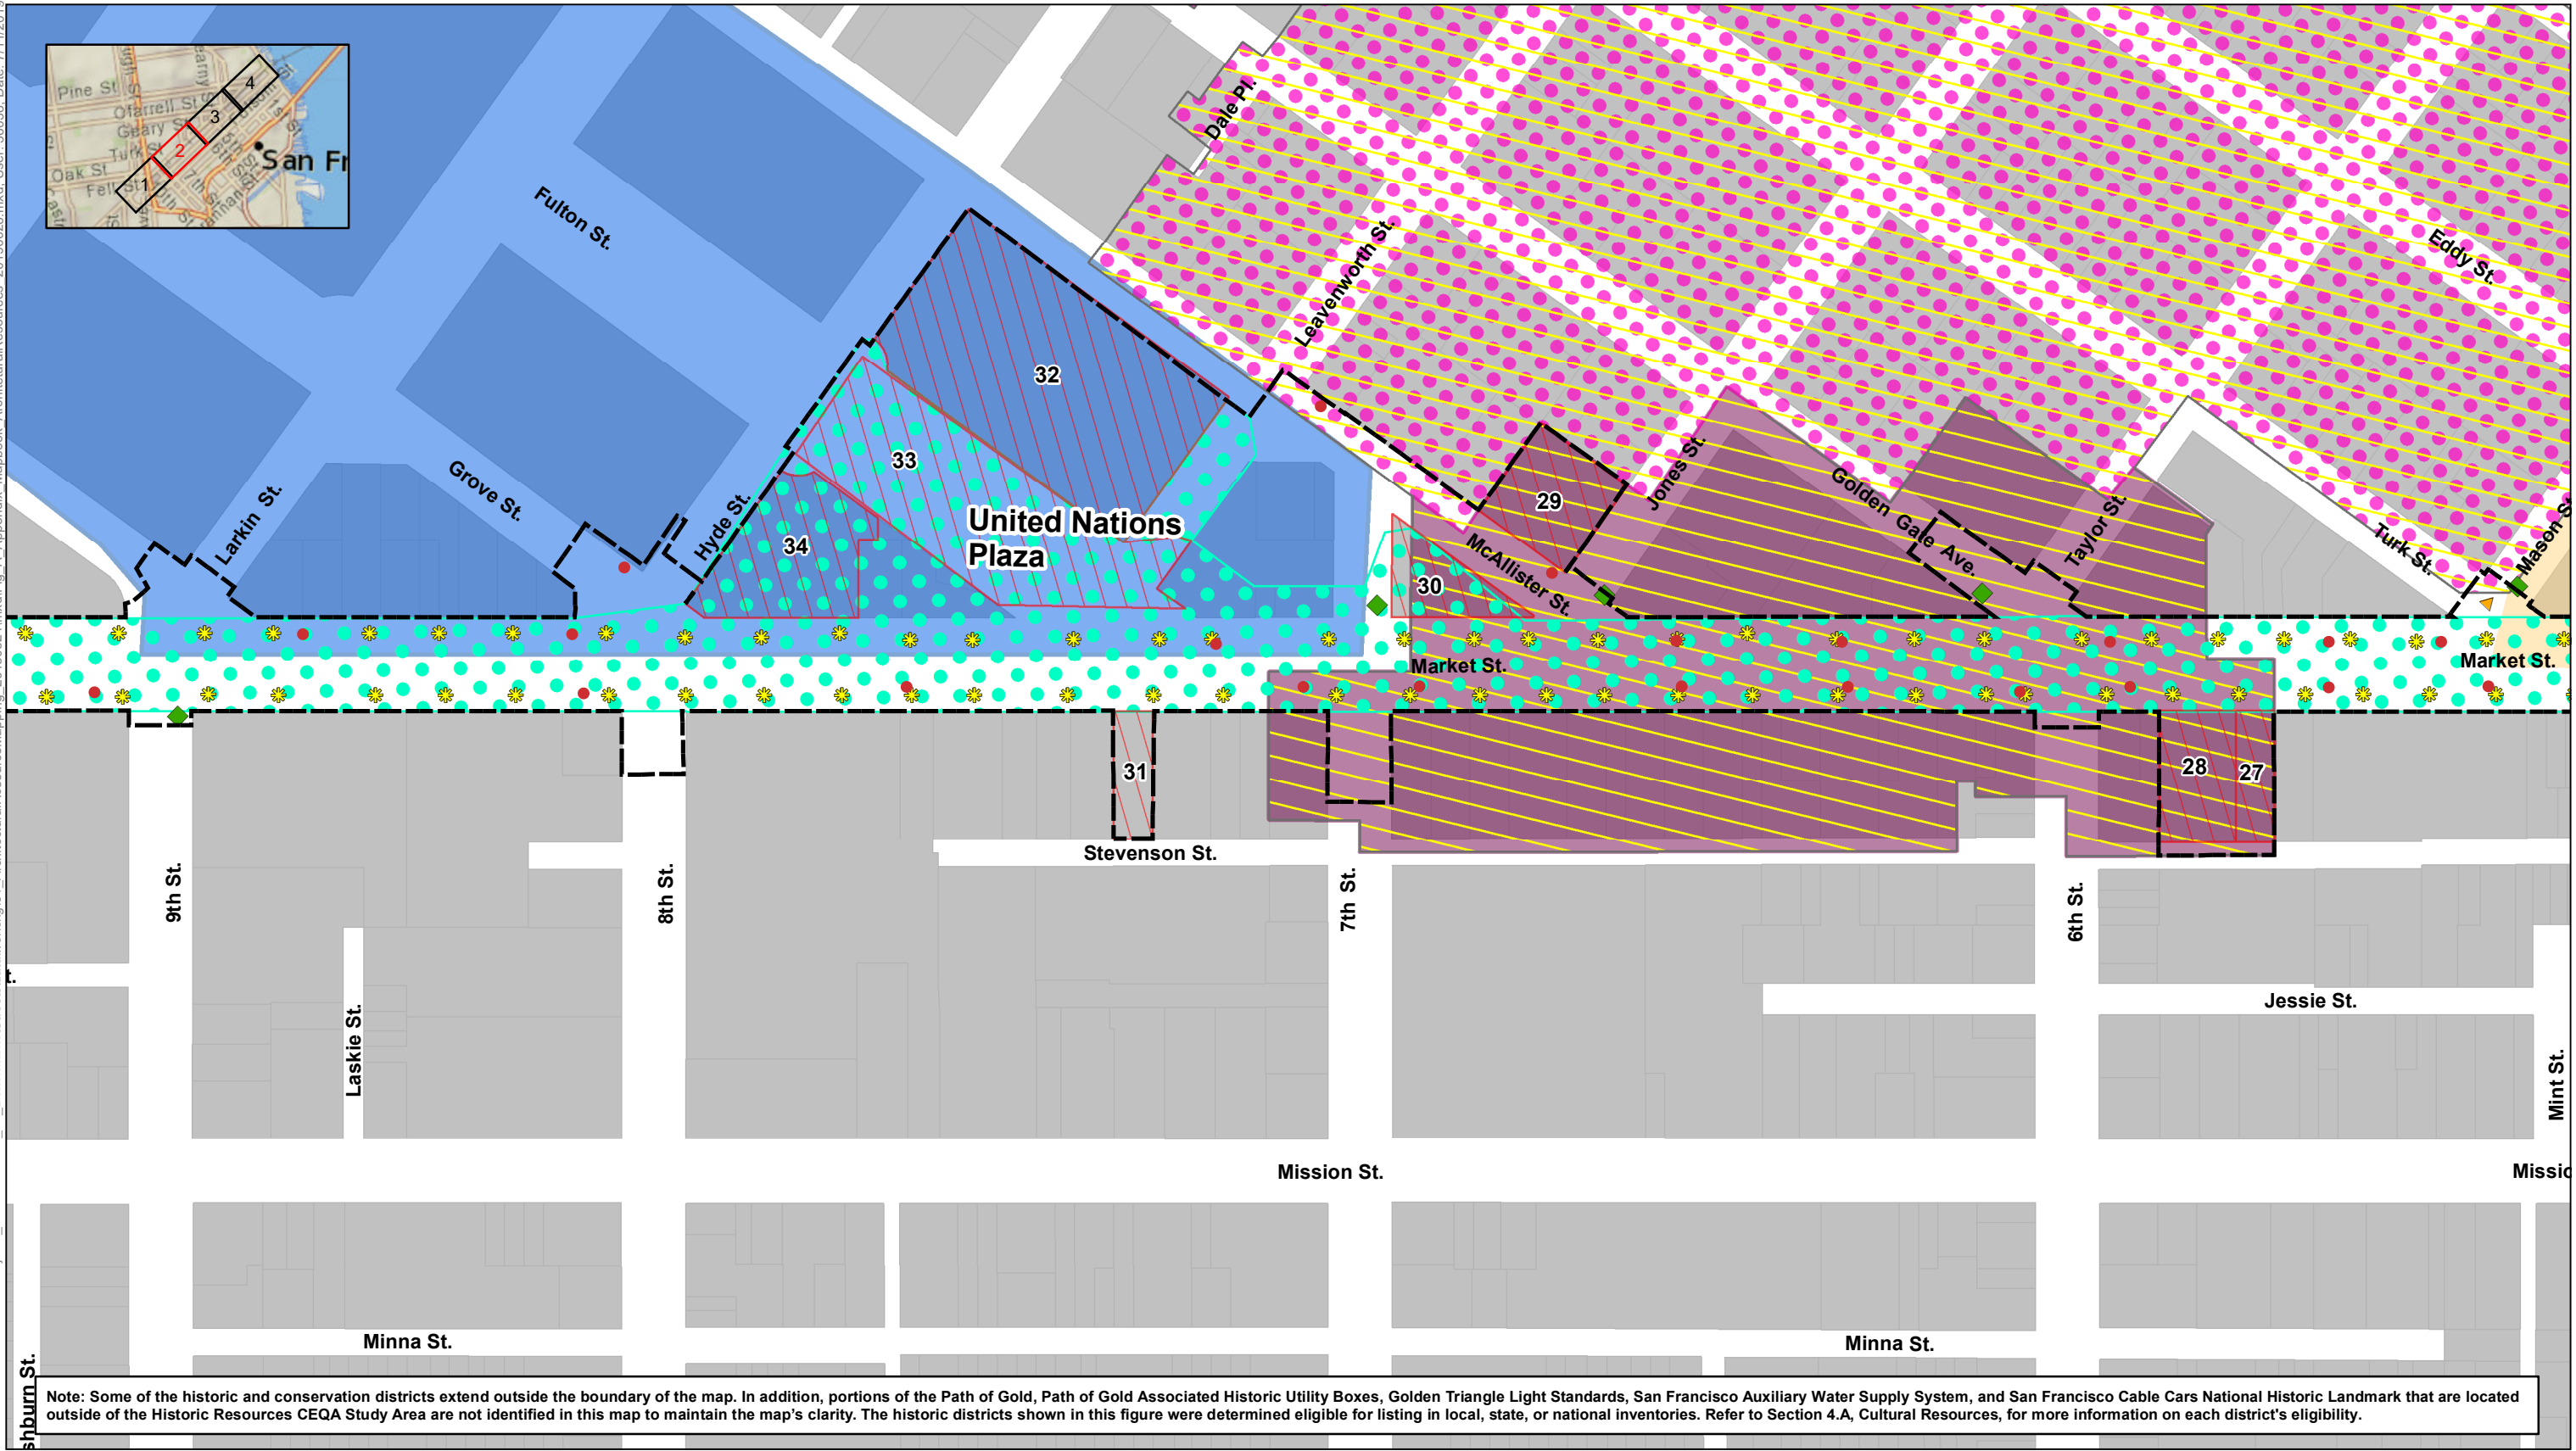 Pine St
Ofarrell St
Geary St
Turk St
Oak St
Fell St
7th St
1st St
San Fr
4
3
2
1
Dale Pl.
Fulton St.
Leavenworth St.
Eddy St.
32
33
Grove St.
Larkin St.
Hyde St.
34
United Nations
Plaza
29
Jones St.
Golden Gate Ave.
Taylor St.
Turk St.
McAllister St.
30
Market St.
Market St.
31
28
27
Stevenson St.
9th St.
8th St.
7th St.
6th St.
Laskie St.
Jessie St.
Mint St.
Mission St.
Minna St.
Minna St.
Note: Some of the historic and conservation districts extend outside the boundary of the map. In addition, portions of the Path of Gold, Path of Gold Associated Historic Utility Boxes, Golden Triangle Light Standards, San Francisco Auxiliary Water Supply System, and San Francisco Cable Cars National Historic Landmark that are located
outside of the Historic Resources CEQA Study Area are not identified in this map to maintain the map's clarity. The historic districts shown in this figure were determined eligible for listing in local, state, or national inventories. Refer to Section 4.A, Cultural Resources, for more information on each district's eligibility.